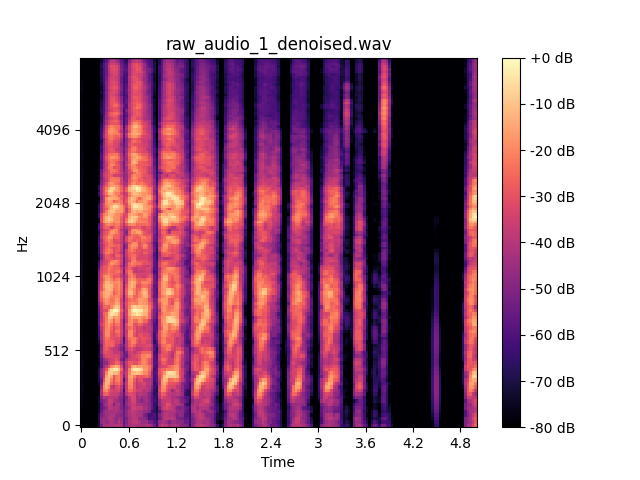 raw_audio_1_denoised.wav
Hz
4096
2048
1024
512
0
0 0.6 1.2 1.8 2.4 3 3.6 4.2 4.8
Time
+0 dB
-10 dB
-20 dB
-30 dB
-40 dB
-50 dB
-60 dB
-70 dB
-80 dB